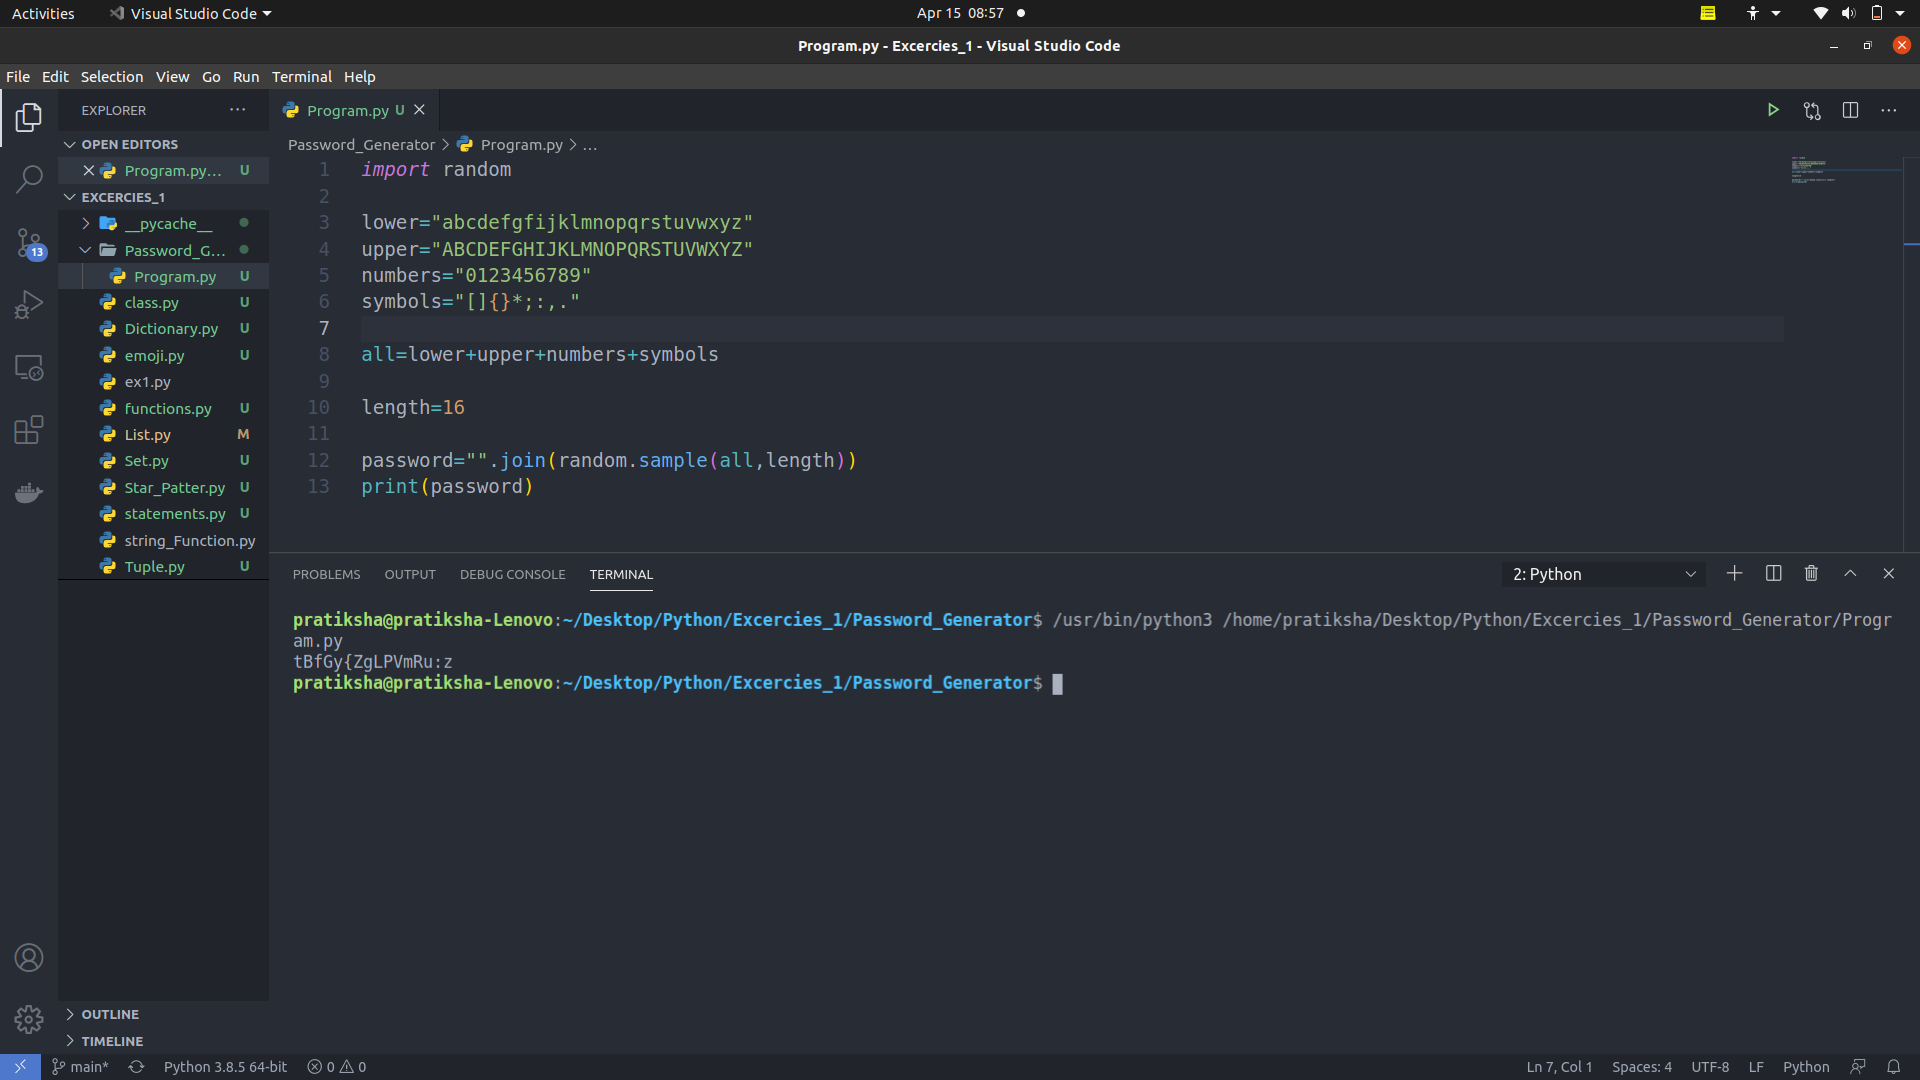 Activities Visual Studio Code Apr 15 08:57
Program.py - Excercies_1 - Visual Studio Code
File Edit Selection View Go Run Terminal Help
EXPLORER
OPEN EDITORS
Program.py... U
EXCERCIES_1
__pycache__
Password_G...
Program.py U
class.py U
Dictionary.py U
emoji.py U
ex1.py
functions.py U
List.py M
Set.py U
Star_Patter.py U
statements.py U
string_Function.py
Tuple.py U
OUTLINE
TIMELINE
13
Program.py U
Password_Generator > Program.py > ...
1 import random
2
3 lower="abcdefgfijklmnopqrstuvwxyz"
4 upper="ABCDEFGHIJKLMNOPQRSTUVWXYZ"
5 numbers="0123456789"
6 symbols="[]{}*;:,."
7
8 all=lower+upper+numbers+symbols
9
10 length=16
11
12 password="".join(random.sample(all,length))
13 print(password)
PROBLEMS OUTPUT DEBUG CONSOLE TERMINAL 2: Python
pratiksha@pratiksha-Lenovo:~/Desktop/Python/Excercies_1/Password_Generator$ /usr/bin/python3 /home/pratiksha/Desktop/Python/Excercies_1/Password_Generator/Progr
am.py
tBfGy{ZgLPVmRu:z
pratiksha@pratiksha-Lenovo:~/Desktop/Python/Excercies_1/Password_Generator$
main* Python 3.8.5 64-bit 0 0 Ln 7, Col 1 Spaces: 4 UTF-8 LF Python